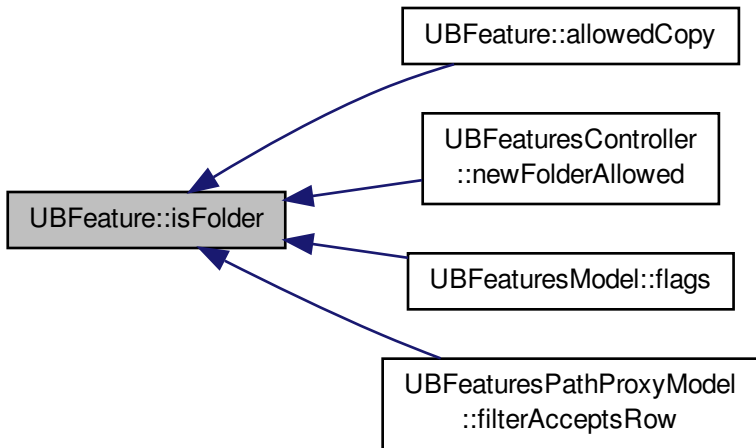 UBFeature::allowedCopy
UBFeaturesController
::newFolderAllowed
UBFeature::isFolder
UBFeaturesModel::flags
UBFeaturesPathProxyModel
::filterAcceptsRow